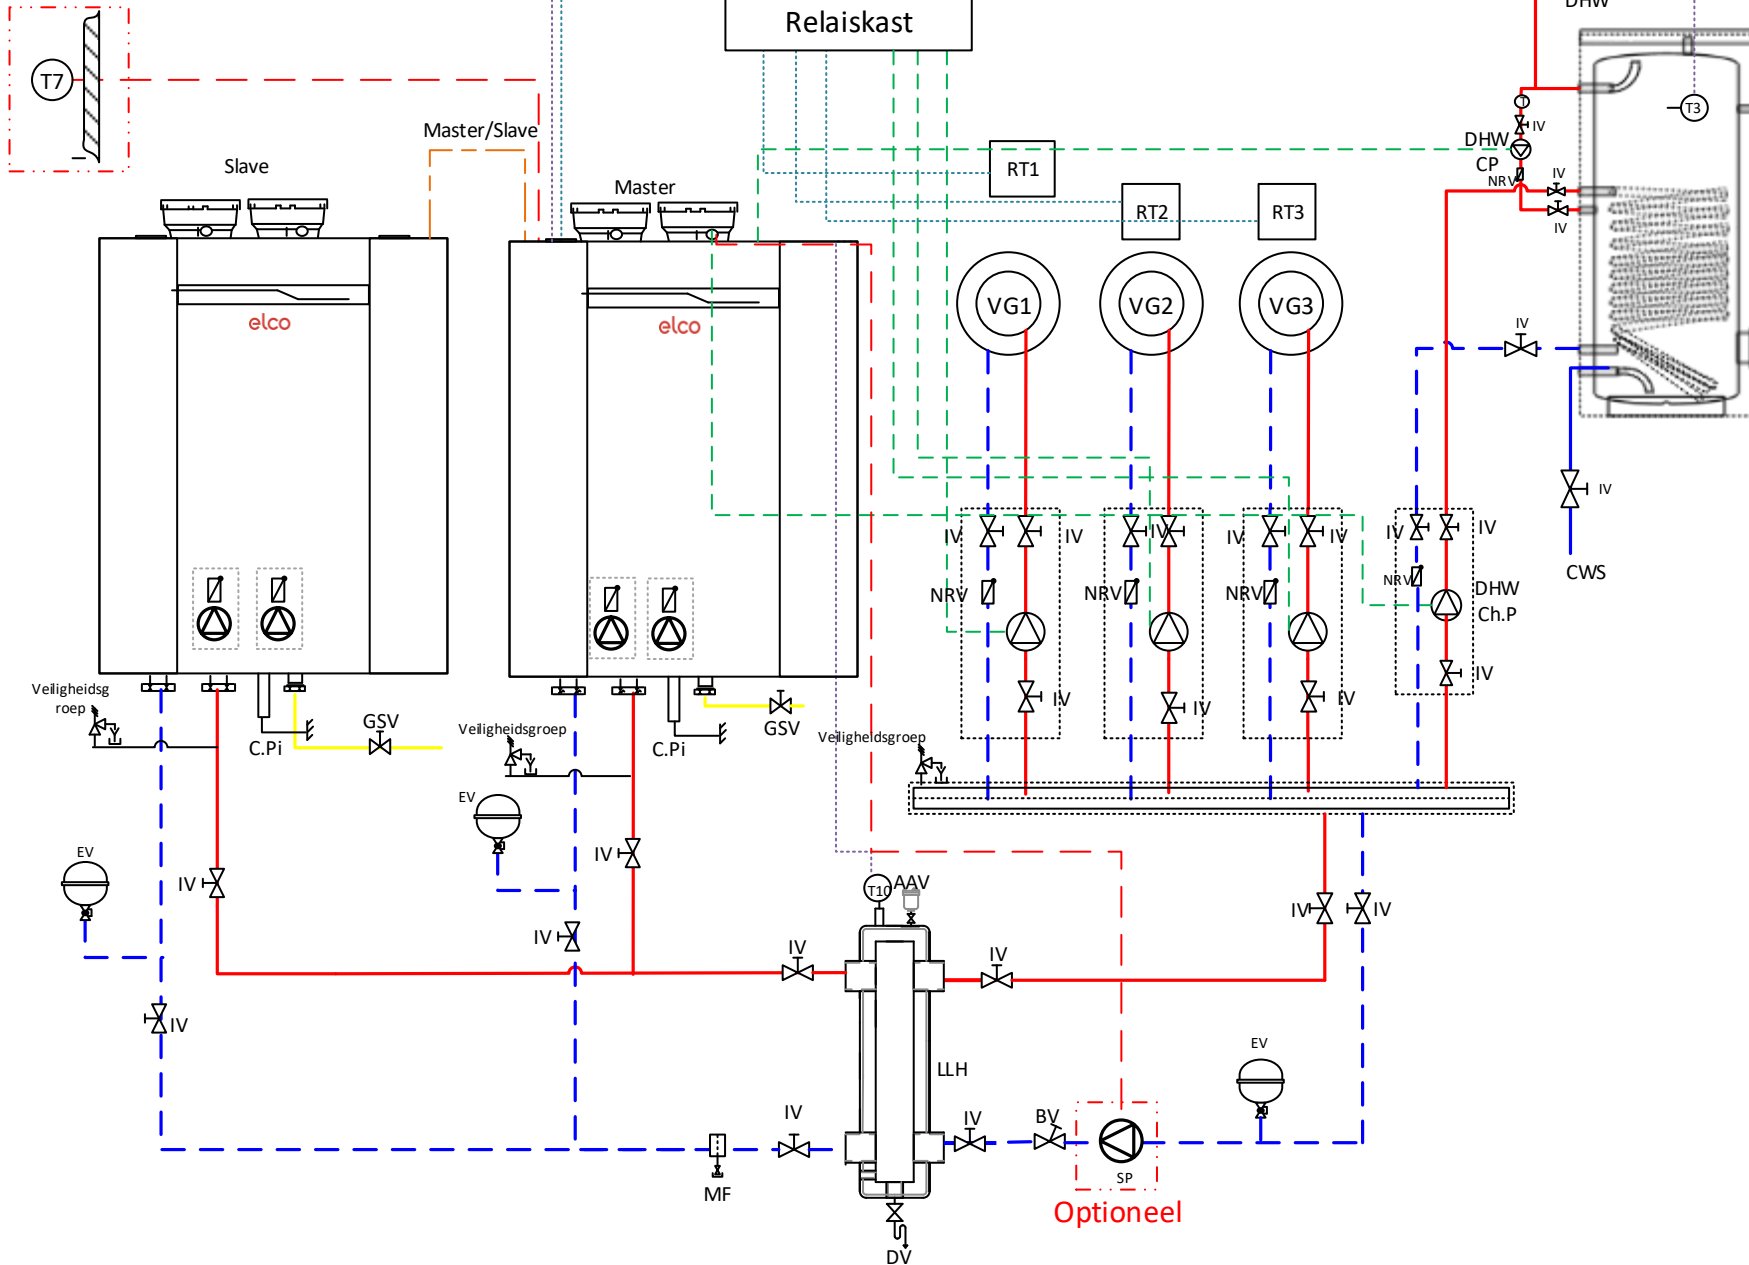 Relaiskast
DHW
T7
T3
Master/Slave
Slave
Master
IV
DHW
CP
NRV
IV
IV
RT1
RT2
RT3
elco
elco
VG1
VG2
VG3
IV
IV
CWS
IV
IV
IV
IV
IV
IV
IV
NRV
NRV
NRV
NRV
DHW
Ch.P
IV
IV
IV
IV
Veiligheidsg
roep
GSV
C.Pi
Veiligheidsgroep
C.Pi
GSV
Veiligheidsgroep
EV
EV
IV
IV
T10
AAV
IV
IV
IV
IV
IV
IV
LLH
EV
IV
IV
BV
SP
MF
Optioneel
DV